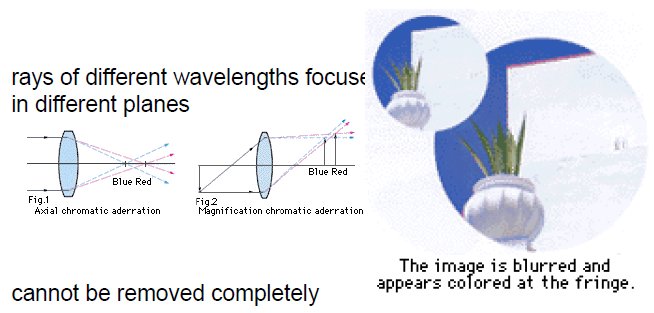 rays of different wavelengths focuse
in different planes
Blue Red
Fig.1
Axial chromatic aderration
Blue Red
Fig.2
Magnification chromatic aderration
The image is blurred and
appears colored at the fringe.
cannot be removed completely